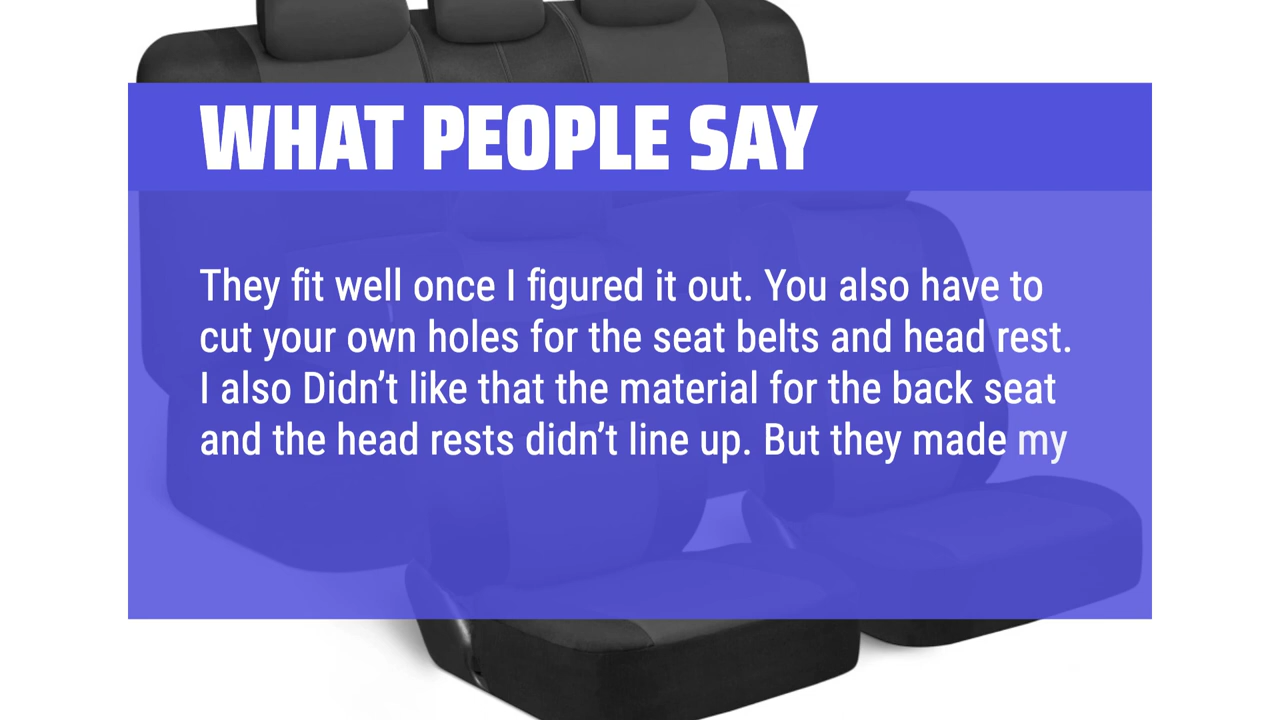 WHAT PEOPLE SAY
They fit well once I figured it out. You also have to
cut your own holes for the seat belts and head rest.
I also Didn’t like that the material for the back seat
and the head rests didn’t line up. But they made my